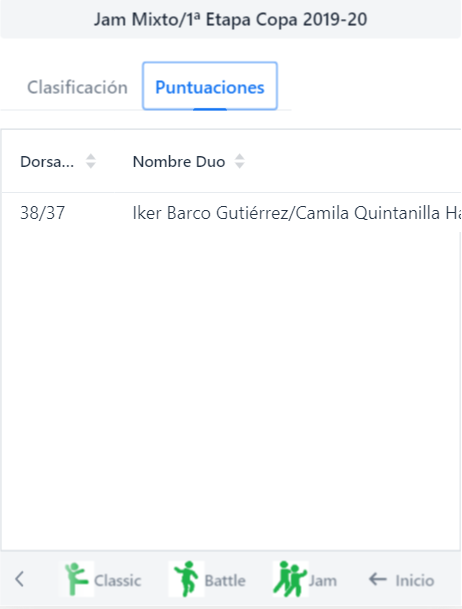 Jam Mixto/1ª Etapa Copa 2019-20
Clasificación Puntuaciones
Dorsa... Nombre Duo
38/37 Iker Barco Gutiérrez/Camila Quintanilla Ha
Classic Battle Jam Inicio